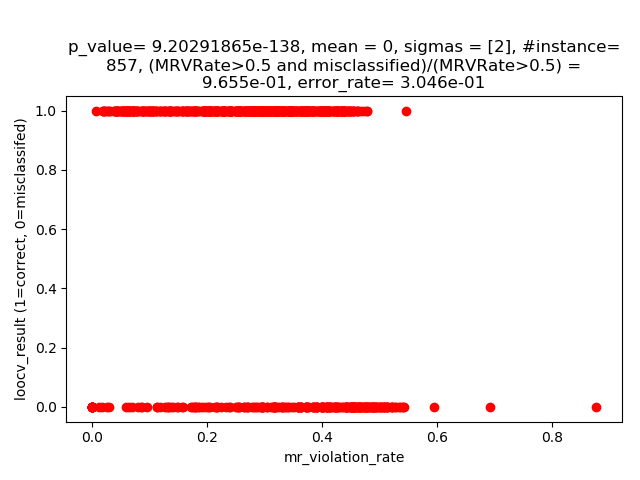 p_value= 9.20291865e-138, mean = 0, sigmas = [2], #instance=
857, (MRVRate>0.5 and misclassified)/(MRVRate>0.5) =
9.655e-01, error_rate= 3.046e-01
1.0
0.8
0.6
0.4
0.2
0.0
loocv_result (1=correct, 0=misclassifed)
0.0 0.2 0.4 0.6 0.8
mr_violation_rate